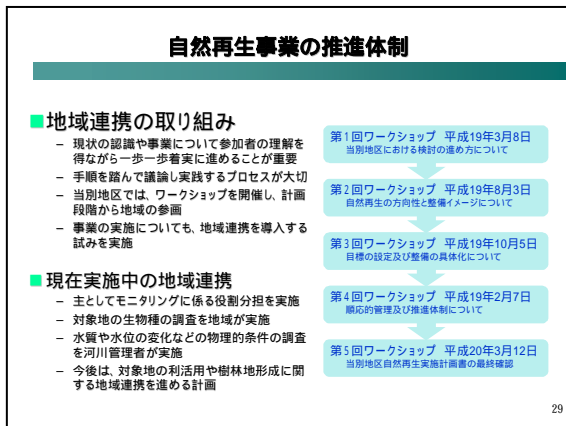 自然再生事業の推進体制
■地域連携の取り組み
– 現状の認識や事業について参加者の理解を
得ながら一歩一歩着実に進めることが重要
– 手順を踏んで議論し実践するプロセスが大切
– 当別地区では、ワークショップを開催し、計画
段階から地域の参画
– 事業の実施についても、地域連携を導入する
試みを実施
■現在実施中の地域連携
– 主としてモニタリングに係る役割分担を実施
– 対象地の生物種の調査を地域が実施
– 水質や水位の変化などの物理的条件の調査
を河川管理者が実施
– 今後は、対象地の利活用や樹林地形成に関
する地域連携を進める計画
第1回ワークショップ 平成19年3月8日
当別地区における検討の進め方について
第2回ワークショップ 平成19年8月3日
自然再生の方向性と整備イメージについて
第3回ワークショップ 平成19年10月5日
目標の設定及び整備の具体化について
第4回ワークショップ 平成19年2月7日
順応的管理及び推進体制について
第5回ワークショップ 平成20年3月12日
当別地区自然再生実施計画書の最終確認
29